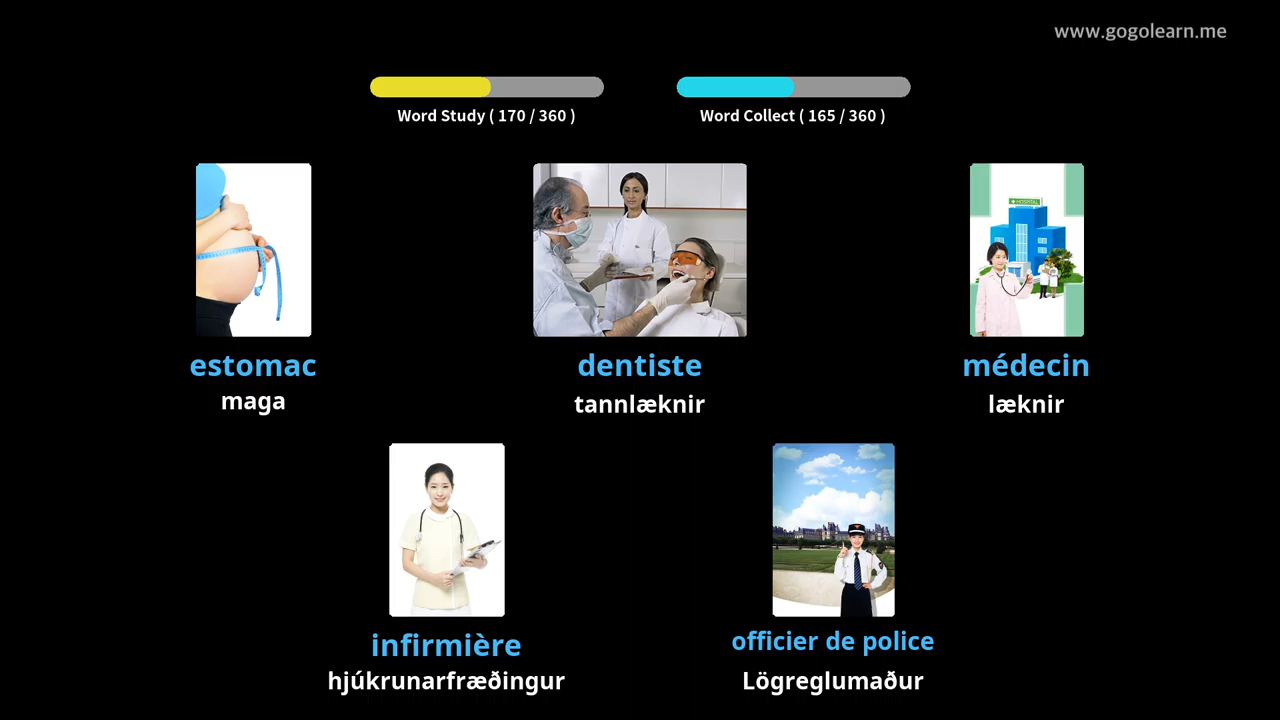 www.gogolearn.me
Word Study ( 170 / 360 )
Word Collect ( 165 / 360 )
HOSPITAL
estomac
maga
dentiste
tannlæknir
médecin
læknir
infirmière
hjúkrunarfræðingur
officier de police
Lögreglumaður